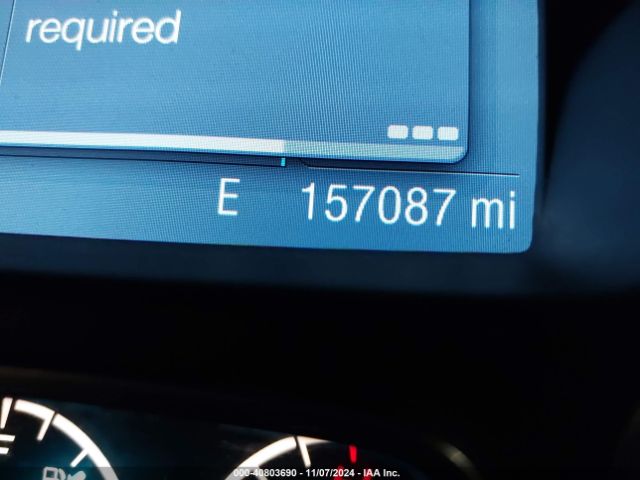 required
E 157087 mi
000-40803690 - 11/07/2024 - IAA Inc.